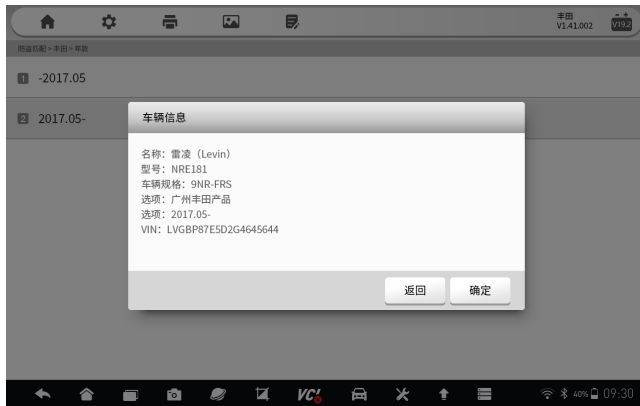 丰田
V1.41.002
V19.2
防盗匹配 > 丰田 > 年款
1 -2017.05
2 2017.05-
车辆信息
名称：雷凌（Levin）
型号：NRE181
车辆规格：9NR-FRS
选项：广州丰田产品
选项：2017.05-
VIN：LVGBP87E5D2G4645644
返回 确定
VCI
40% 09:30